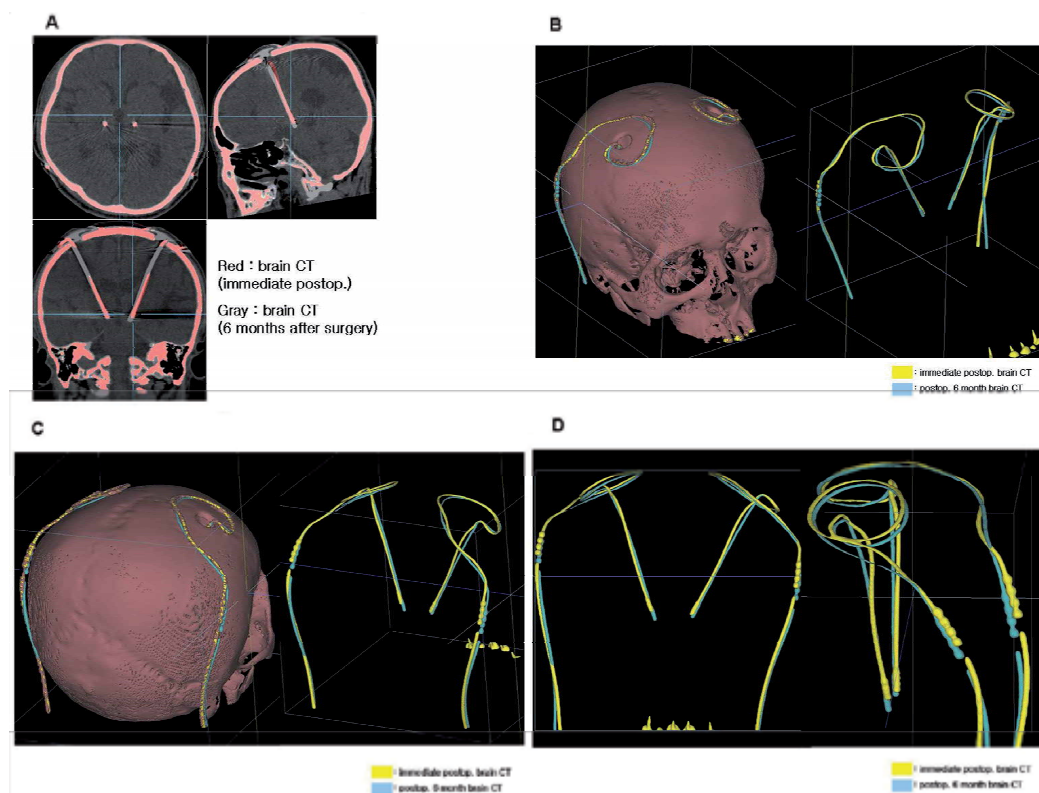 A
Red : brain CT
(immediate postop.)
Gray : brain CT
(6 months after surgery)
B
: immediate postop. brain CT
: postop. 6 month brain CT
C
: immediate postop. brain CT
: postop. 6 month brain CT
D
: immediate postop. brain CT
: postop. 6 month brain CT